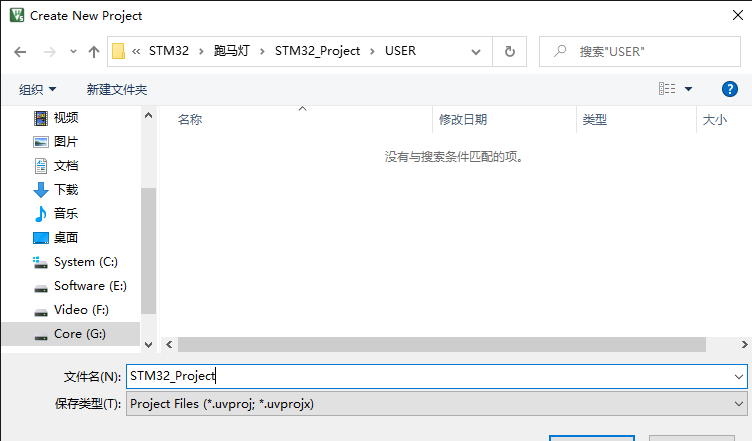 Create New Project
« STM32 › 跑马灯 › STM32_Project › USER
搜索"USER"
组织 新建文件夹
名称 修改日期 类型 大小
没有与搜索条件匹配的项。
视频
图片
文档
下载
音乐
桌面
System (C:)
Software (E:)
Video (F:)
Core (G:)
文件名(N): STM32_Project
保存类型(T): Project Files (*.uvproj; *.uvprojx)